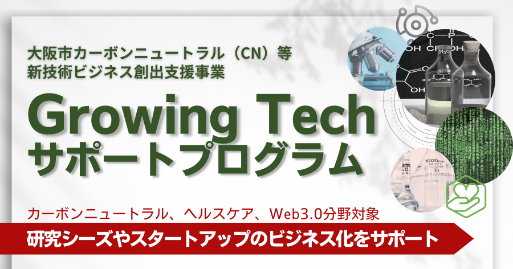 大阪市カーボンニュートラル（CN）等
新技術ビジネス創出支援事業
Growing Tech
サポートプログラム
カーボンニュートラル、ヘルスケア、Web3.0分野対象
研究シーズやスタートアップのビジネス化をサポート